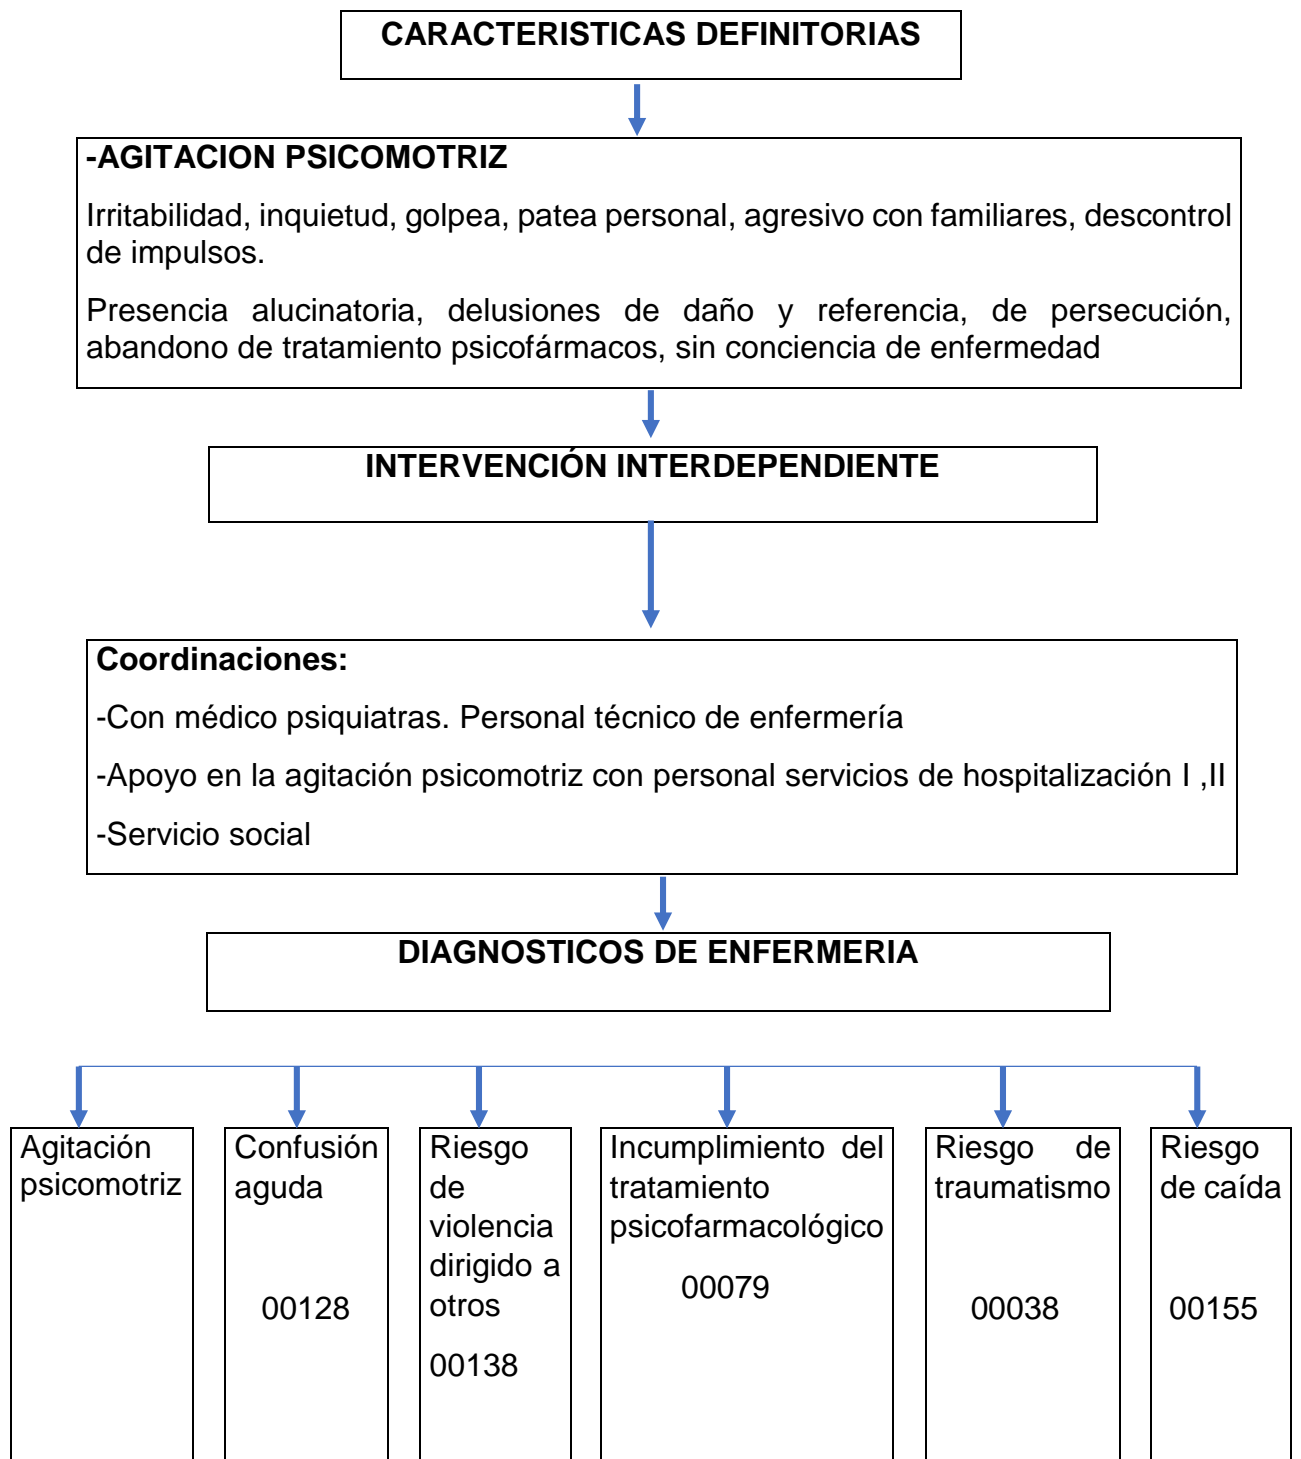 CARACTERISTICAS DEFINITORIAS
-AGITACION PSICOMOTRIZ
Irritabilidad, inquietud, golpea, patea personal, agresivo con familiares, descontrol
de impulsos.
Presencia alucinatoria, delusiones de daño y referencia, de persecución,
abandono de tratamiento psicofármacos, sin conciencia de enfermedad
INTERVENCIÓN INTERDEPENDIENTE
Coordinaciones:
-Con médico psiquiatras. Personal técnico de enfermería
-Apoyo en la agitación psicomotriz con personal servicios de hospitalización I ,II
-Servicio social
DIAGNOSTICOS DE ENFERMERIA
Agitación
psicomotriz
Confusión
aguda
00128
Riesgo
de
violencia
dirigido a
otros
00138
Incumplimiento del
tratamiento
psicofarmacológico
00079
Riesgo de
traumatismo
00038
Riesgo
de caída
00155